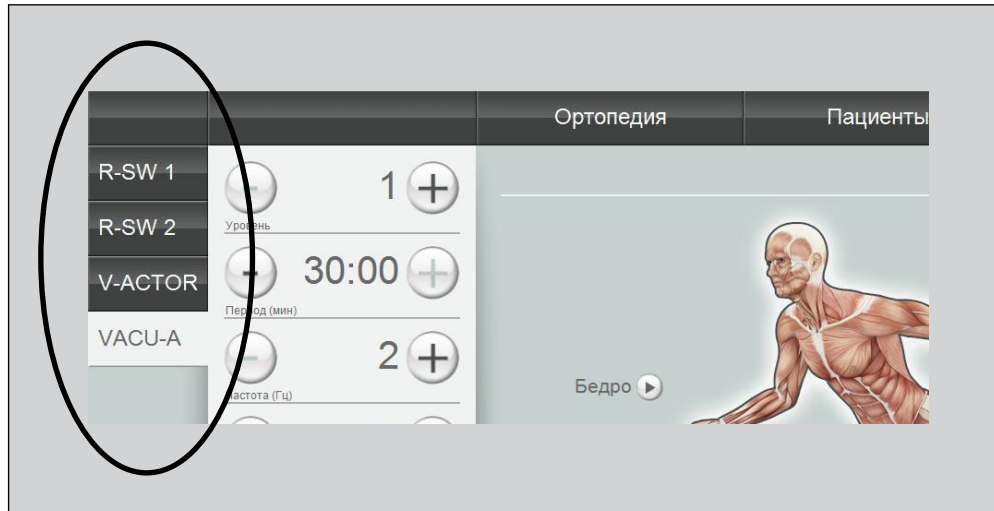 Ортопедия
Пациенты
R-SW 1
R-SW 2
V-ACTOR
VACU-A
1
Уровень
30:00
Период (мин)
2
Частота (Гц)
Бедро